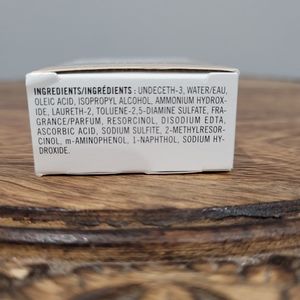 INGREDIENTS/INGRÉDIENTS : UNDECETH-3, WATER/EAU,
OLEIC ACID, ISOPROPYL ALCOHOL, AMMONIUM HYDROX-
IDE, LAURETH-2, TOLUENE-2,5-DIAMINE SULFATE, FRA-
GRANCE/PARFUM, RESORCINOL, DISODIUM EDTA,
ASCORBIC ACID, SODIUM SULFITE, 2-METHYLRESOR-
CINOL, m-AMINOPHENOL, 1-NAPHTHOL, SODIUM HY-
DROXIDE.